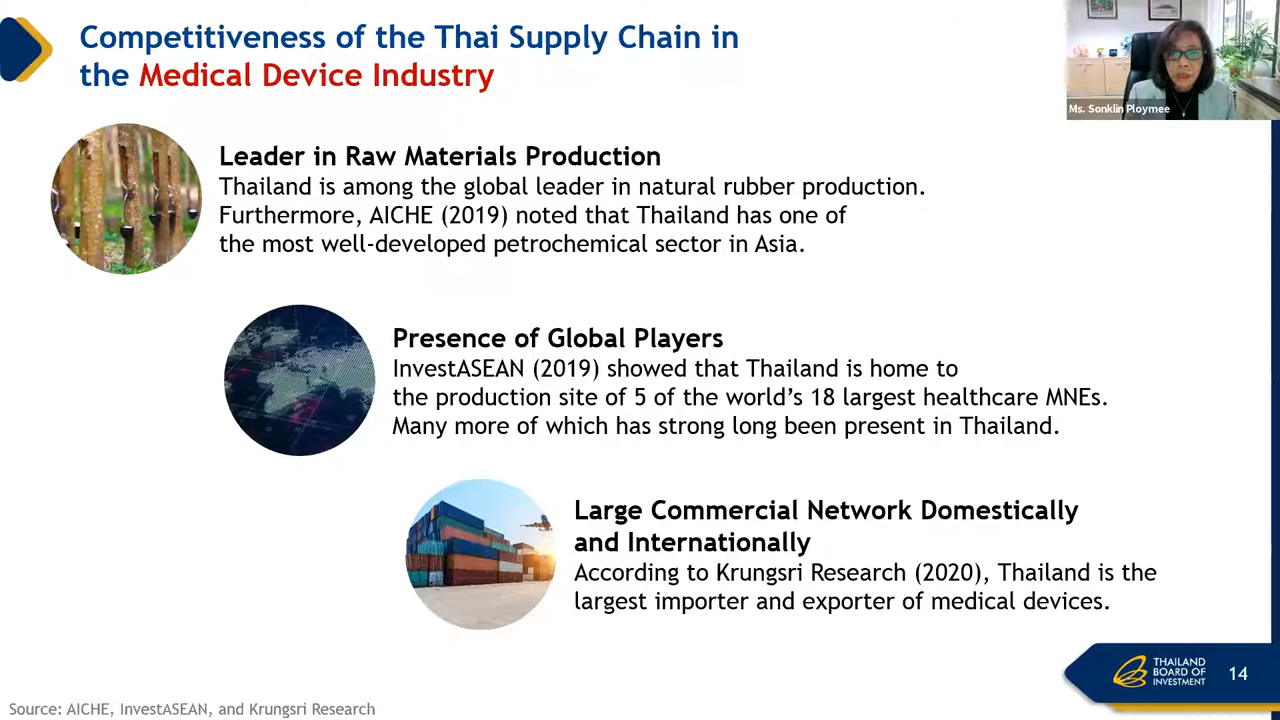 Competitiveness of the Thai Supply Chain in
the Medical Device Industry
Ms. Sonklin Ploymee
Leader in Raw Materials Production
Thailand is among the global leader in natural rubber production.
Furthermore, AICHE (2019) noted that Thailand has one of
the most well-developed petrochemical sector in Asia.
Presence of Global Players
InvestASEAN (2019) showed that Thailand is home to
the production site of 5 of the world’s 18 largest healthcare MNEs.
Many more of which has strong long been present in Thailand.
Large Commercial Network Domestically
and Internationally
According to Krungsri Research (2020), Thailand is the
largest importer and exporter of medical devices.
THAILAND
BOARD OF
INVESTMENT
14
Source: AICHE, InvestASEAN, and Krungsri Research